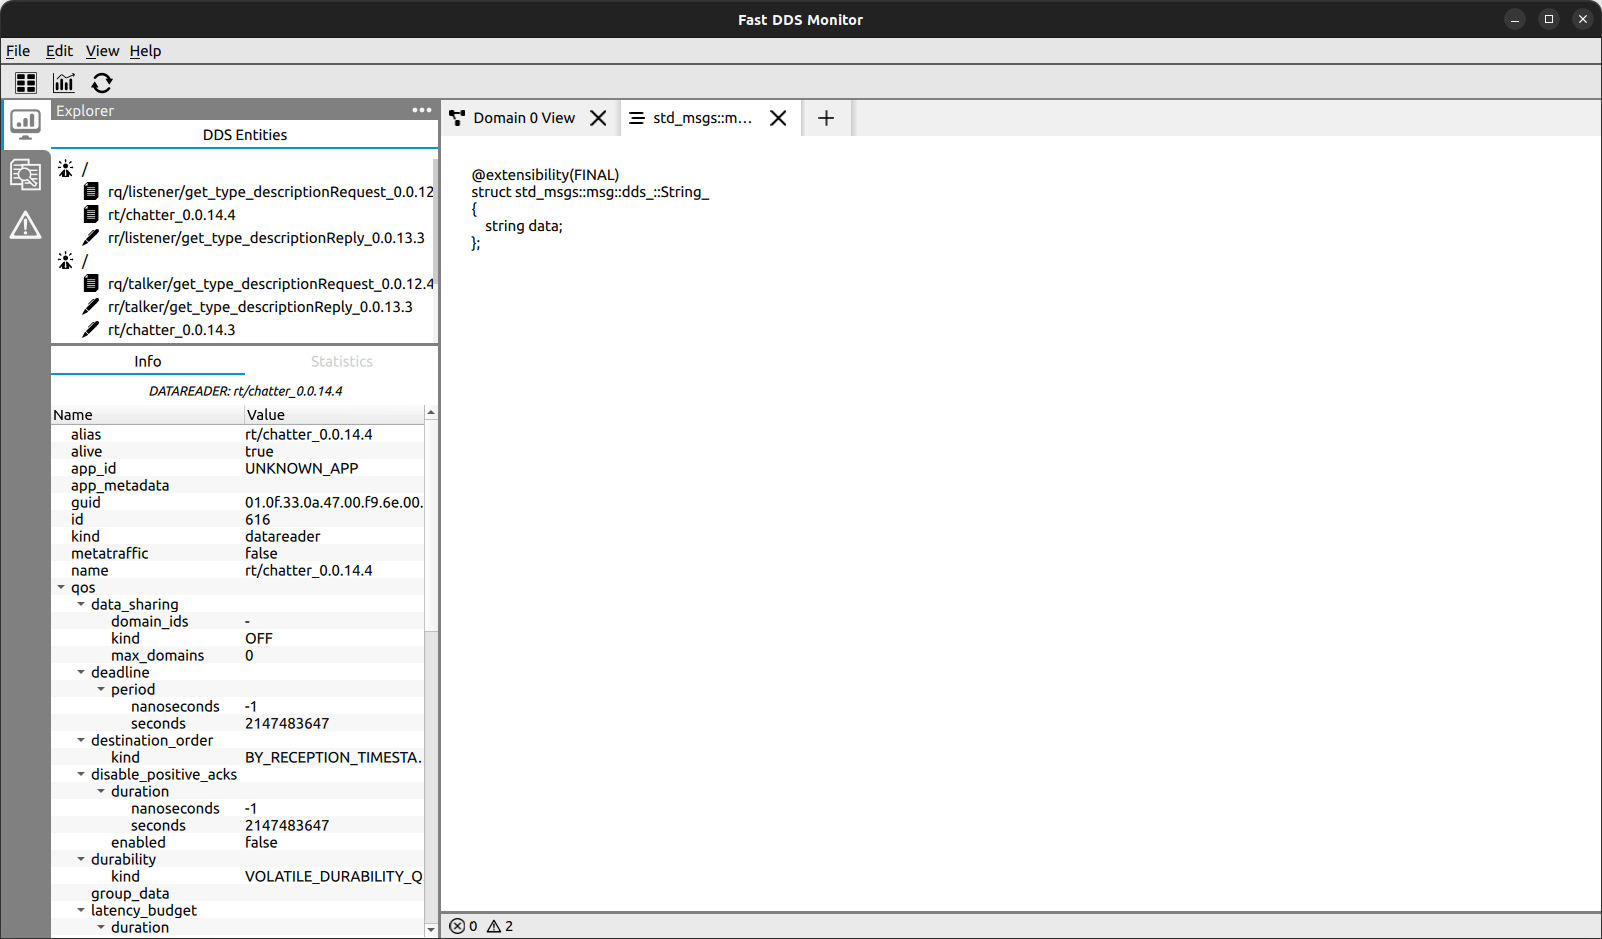 Fast DDS Monitor
File Edit View Help
Explorer
DDS Entities
/
rq/listener/get_type_descriptionRequest_0.0.12
rt/chatter_0.0.14.4
rr/listener/get_type_descriptionReply_0.0.13.3
/
rq/talker/get_type_descriptionRequest_0.0.12.4
rr/talker/get_type_descriptionReply_0.0.13.3
rt/chatter_0.0.14.3
Info Statistics
DATAREADER: rt/chatter_0.0.14.4
Name Value
alias rt/chatter_0.0.14.4
alive true
app_id UNKNOWN_APP
app_metadata
guid 01.0f.33.0a.47.00.f9.6e.00.
id 616
kind datareader
metatraffic false
name rt/chatter_0.0.14.4
qos
data_sharing
domain_ids -
kind OFF
max_domains 0
deadline
period
nanoseconds -1
seconds 2147483647
destination_order
kind BY_RECEPTION_TIMESTA.
disable_positive_acks
duration
nanoseconds -1
seconds 2147483647
enabled false
durability
kind VOLATILE_DURABILITY_Q
group_data
latency_budget
duration
Domain 0 View std_msgs::m...
@extensibility(FINAL)
struct std_msgs::msg::dds_::String_
{
string data;
};
0 2